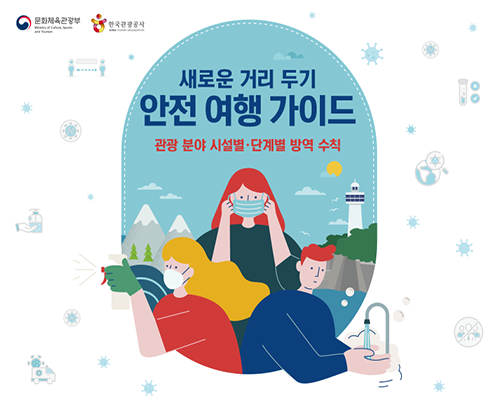 문화체육관광부
Ministry of Culture, Sports
and Tourism
한국관광공사
새로운 거리 두기
안전 여행 가이드
관광 분야 시설별·단계별 방역 수칙